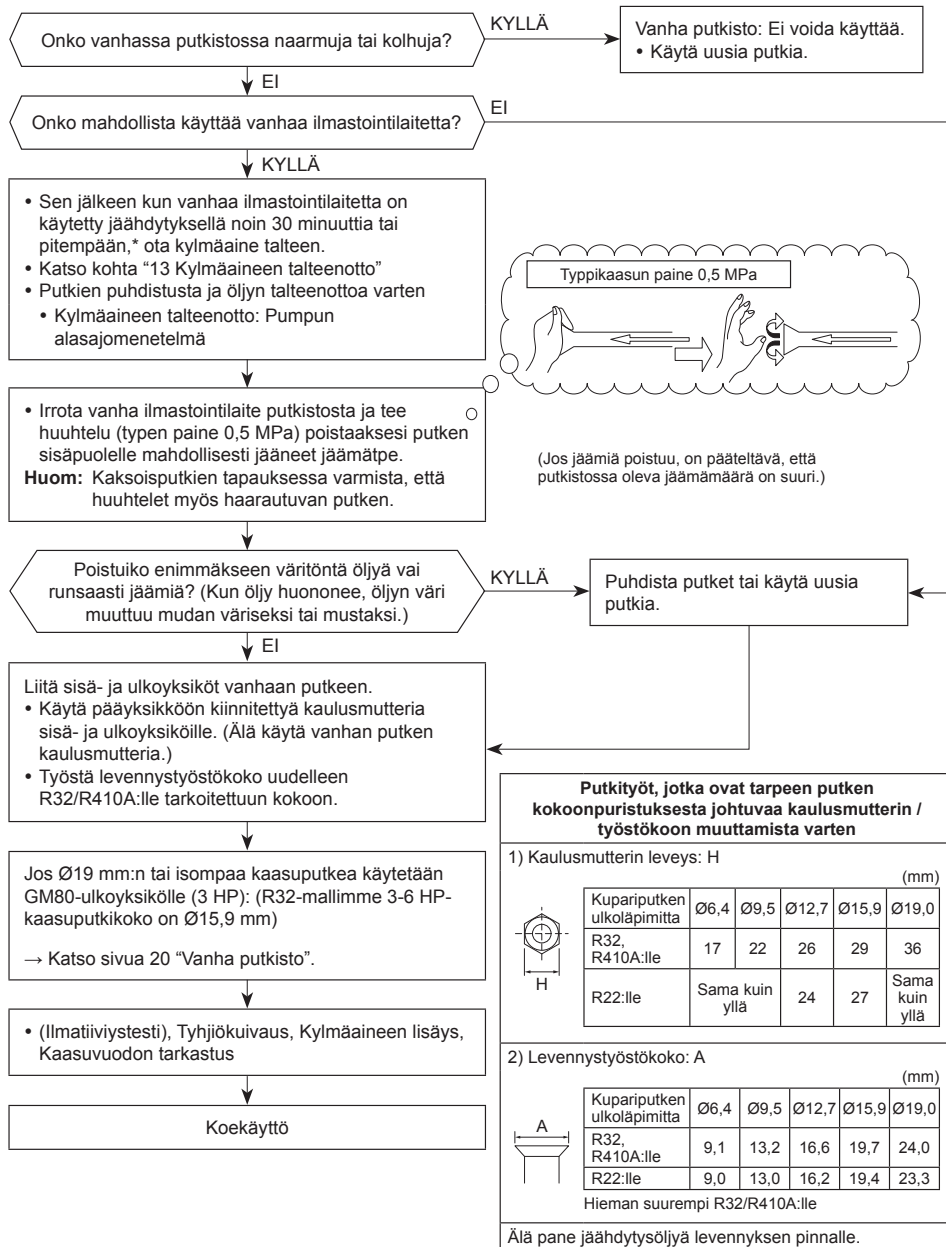 Onko vanhassa putkistossa naarmuja tai kolhuja?
KYLLÄ
Vanha putkisto: Ei voida käyttää.
• Käytä uusia putkia.
EI
Onko mahdollista käyttää vanhaa ilmastointilaitetta?
EI
KYLLÄ
• Sen jälkeen kun vanhaa ilmastointilaitetta on
käytetty jäähdytyksellä noin 30 minuuttia tai
pitempään,* ota kylmäaine talteen.
• Katso kohta “13 Kylmäaineen talteenotto”
• Putkien puhdistusta ja öljyn talteenottoa varten
• Kylmäaineen talteenotto: Pumpun
alasajomenetelmä
Typpikaasun paine 0,5 MPa
• Irrota vanha ilmastointilaite putkistosta ja tee
huuhtelu (typen paine 0,5 MPa) poistaaksesi putken
sisäpuolelle mahdollisesti jääneet jäämätpe.
Huom: Kaksoisputkien tapauksessa varmista, että
huuhtelet myös haarautuvan putken.
(Jos jäämiä poistuu, on pääteltävä, että
putkistossa oleva jäämämäärä on suuri.)
Poistuiko enimmäkseen väritöntä öljyä vai
runsaasti jäämiä? (Kun öljy huononee, öljyn väri
muuttuu mudan väriseksi tai mustaksi.)
KYLLÄ
Puhdista putket tai käytä uusia
putkia.
EI
Liitä sisä- ja ulkoyksiköt vanhaan putkeen.
• Käytä pääyksikköön kiinnitettyä kaulusmutteria
sisä- ja ulkoyksiköille. (Älä käytä vanhan putken
kaulusmutteria.)
• Työstä levennystyöstökoko uudelleen
R32/R410A:lle tarkoitettuun kokoon.
Jos Ø19 mm:n tai isompaa kaasuputkea käytetään
GM80-ulkoyksikölle (3 HP): (R32-mallimme 3-6 HP-
kaasuputkikoko on Ø15,9 mm)
→ Katso sivua 20 “Vanha putkisto”.
• (Ilmatiiviystesti), Tyhjiökuivaus, Kylmäaineen lisäys,
Kaasuvuodon tarkastus
Koekäyttö
Putkityöt, jotka ovat tarpeen putken
kokoonpuristuksesta johtuvaa kaulusmutterin /
työstökoon muuttamista varten
1) Kaulusmutterin leveys: H
(mm)
H
Kupariputken
ulkoläpimitta Ø6,4 Ø9,5 Ø12,7 Ø15,9 Ø19,0
R32,
R410A:lle 17 22 26 29 36
R22:lle Sama kuin
yllä 24 27 Sama
kuin
yllä
2) Levennystyöstökoko: A
(mm)
A
Kupariputken
ulkoläpimitta Ø6,4 Ø9,5 Ø12,7 Ø15,9 Ø19,0
R32,
R410A:lle 9,1 13,2 16,6 19,7 24,0
R22:lle 9,0 13,0 16,2 19,4 23,3
Hieman suurempi R32/R410A:lle
Älä pane jäähdytysöljyä levennyksen pinnalle.